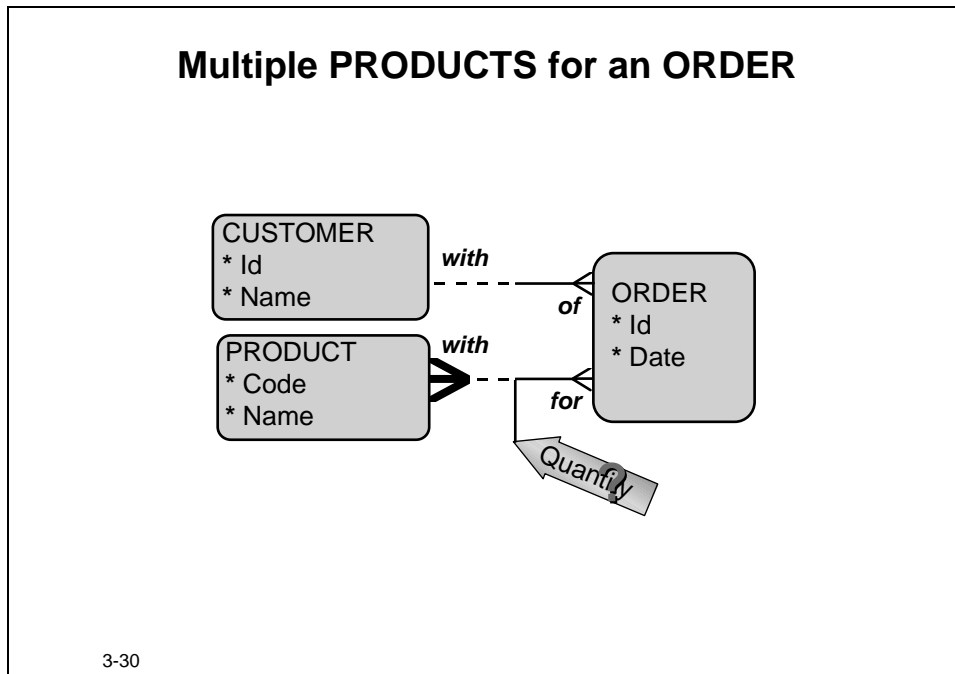 Multiple PRODUCTS for an ORDER
CUSTOMER
* Id
* Name
with
of
PRODUCT
* Code
* Name
with
for
ORDER
* Id
* Date
Quantity
?
3-30